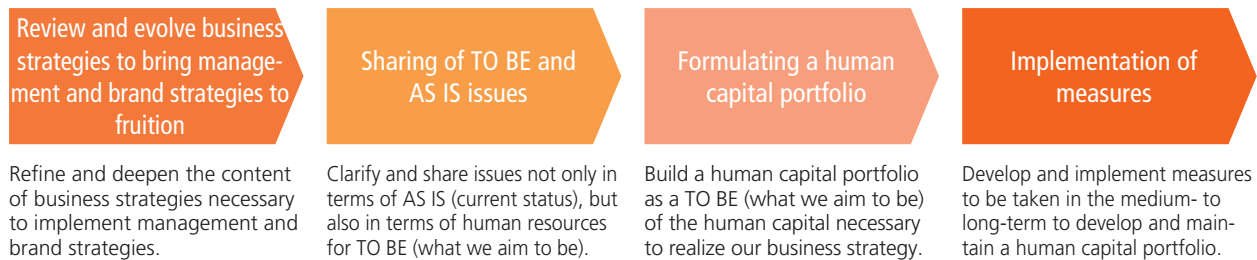 Review and evolve business
strategies to bring manage-
ment and brand strategies to
fruition
Refine and deepen the content
of business strategies necessary
to implement management and
brand strategies.
Sharing of TO BE and
AS IS issues
Clarify and share issues not only in
terms of AS IS (current status), but
also in terms of human resources
for TO BE (what we aim to be).
Formulating a human
capital portfolio
Build a human capital portfolio
as a TO BE (what we aim to be)
of the human capital necessary
to realize our business strategy.
Implementation of
measures
Develop and implement measures
to be taken in the medium- to
long-term to develop and main-
tain a human capital portfolio.